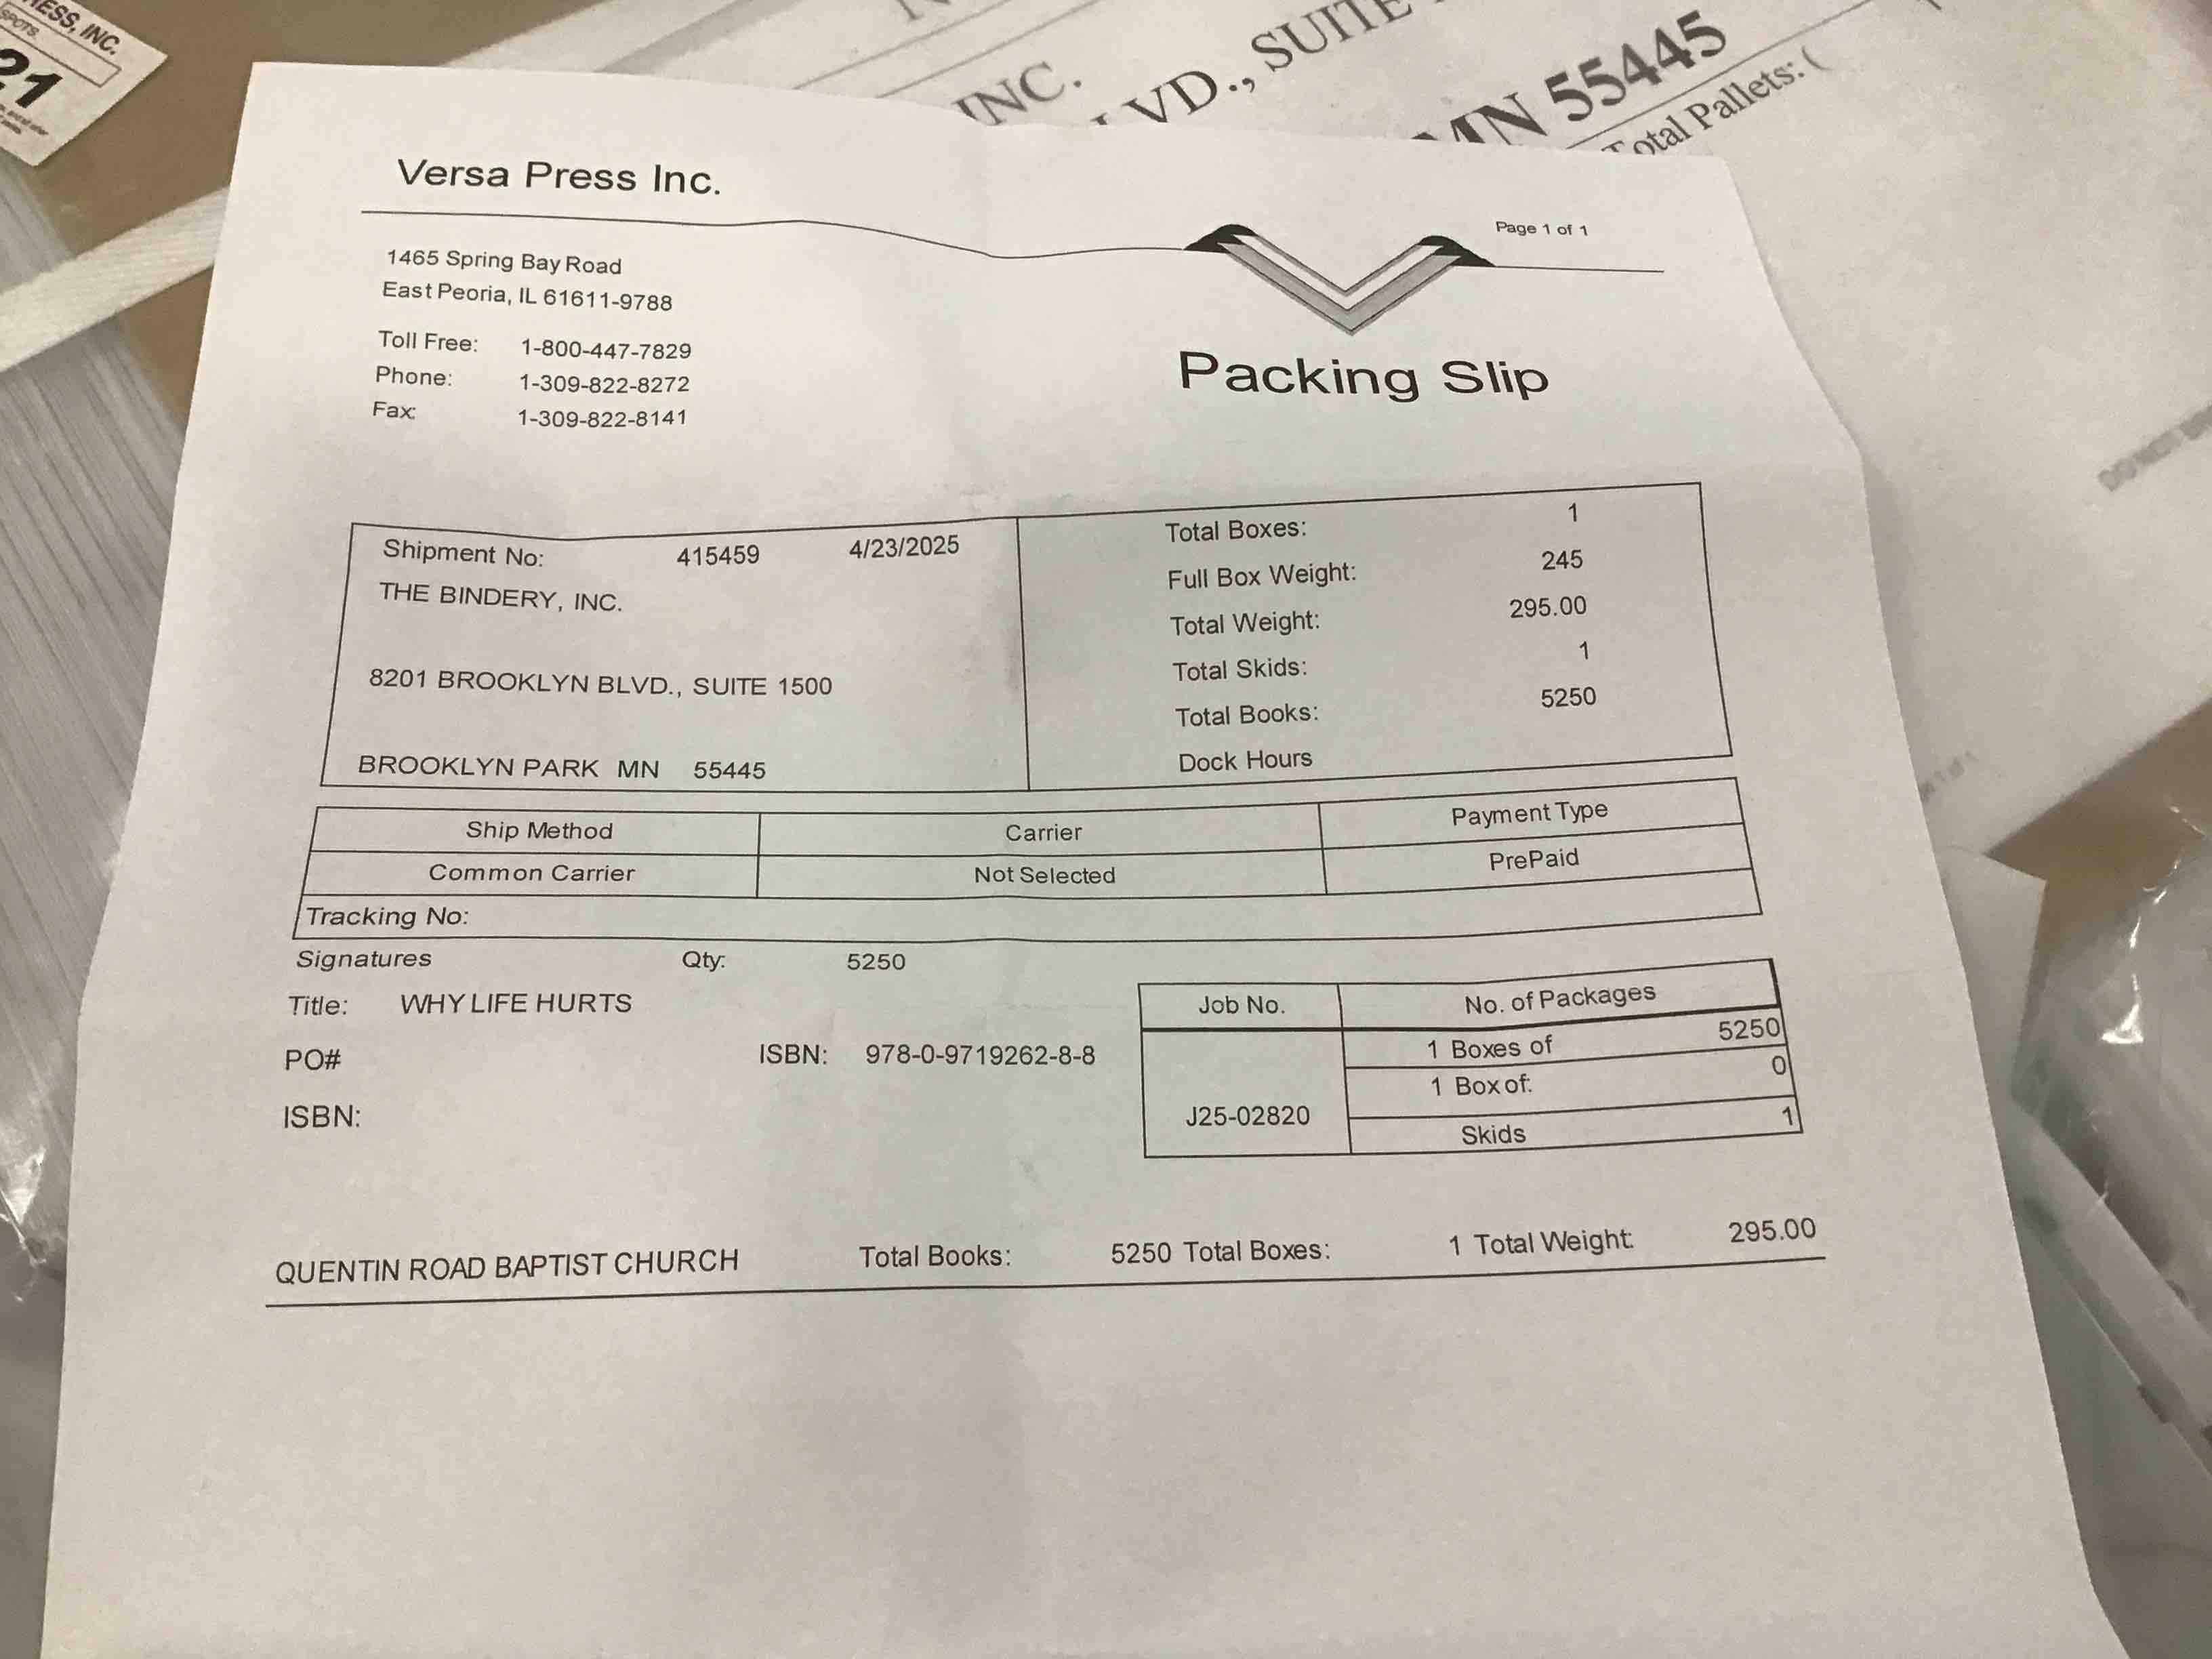 ESS, INC.
SPOTS
21
INC.
LVD., SUITE
MN 55445
Total Pallets: (
Versa Press Inc.
Page 1 of 1
1465 Spring Bay Road
East Peoria, IL 61611-9788
Toll Free: 1-800-447-7829
Phone: 1-309-822-8272
Fax: 1-309-822-8141
Packing Slip
Shipment No: 415459 4/23/2025
THE BINDERY, INC.
8201 BROOKLYN BLVD., SUITE 1500
BROOKLYN PARK MN 55445
Total Boxes: 1
Full Box Weight: 245
Total Weight: 295.00
Total Skids: 1
Total Books: 5250
Dock Hours
Ship Method Carrier Payment Type
Common Carrier Not Selected PrePaid
Tracking No:
Signatures Qty: 5250
Title: WHY LIFE HURTS
PO# ISBN: 978-0-9719262-8-8
ISBN:
Job No. No. of Packages
1 Boxes of 5250
1 Box of: 0
J25-02820 Skids 1
QUENTIN ROAD BAPTIST CHURCH Total Books: 5250 Total Boxes: 1 Total Weight: 295.00